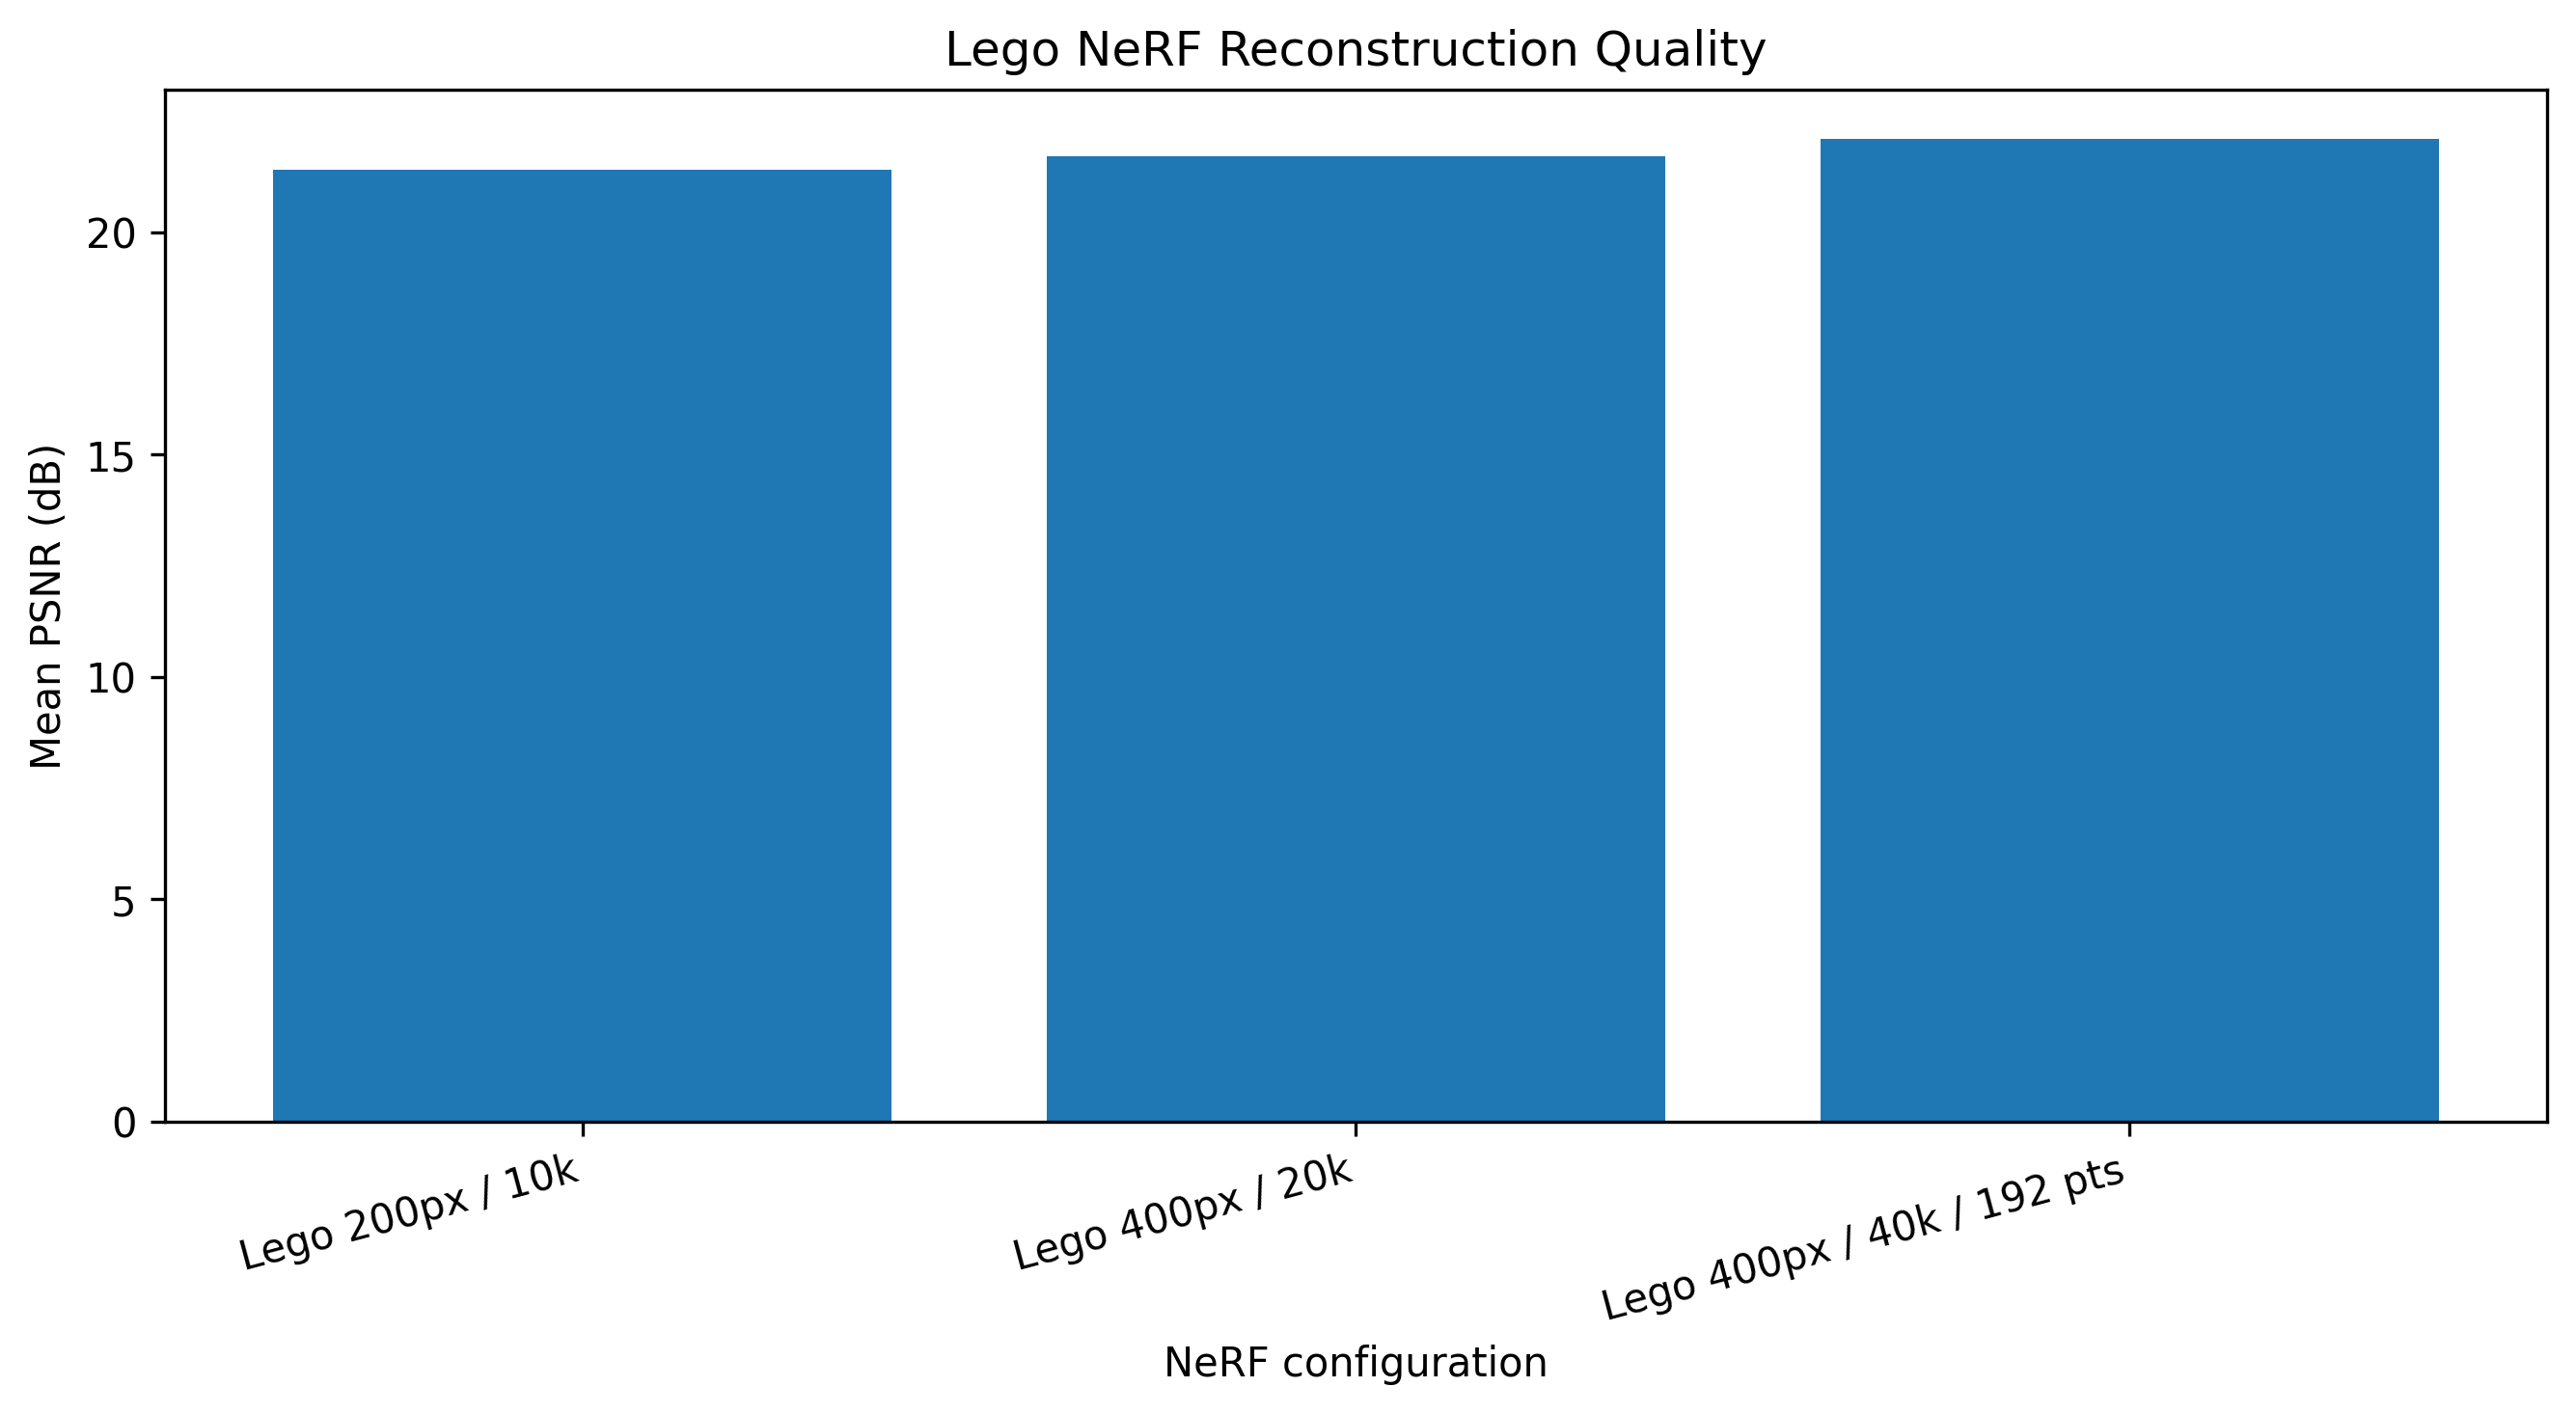 Lego NeRF Reconstruction Quality
Mean PSNR (dB)
20
15
10
5
0
Lego 200px / 10k
Lego 400px / 20k
Lego 400px / 40k / 192 pts
NeRF configuration